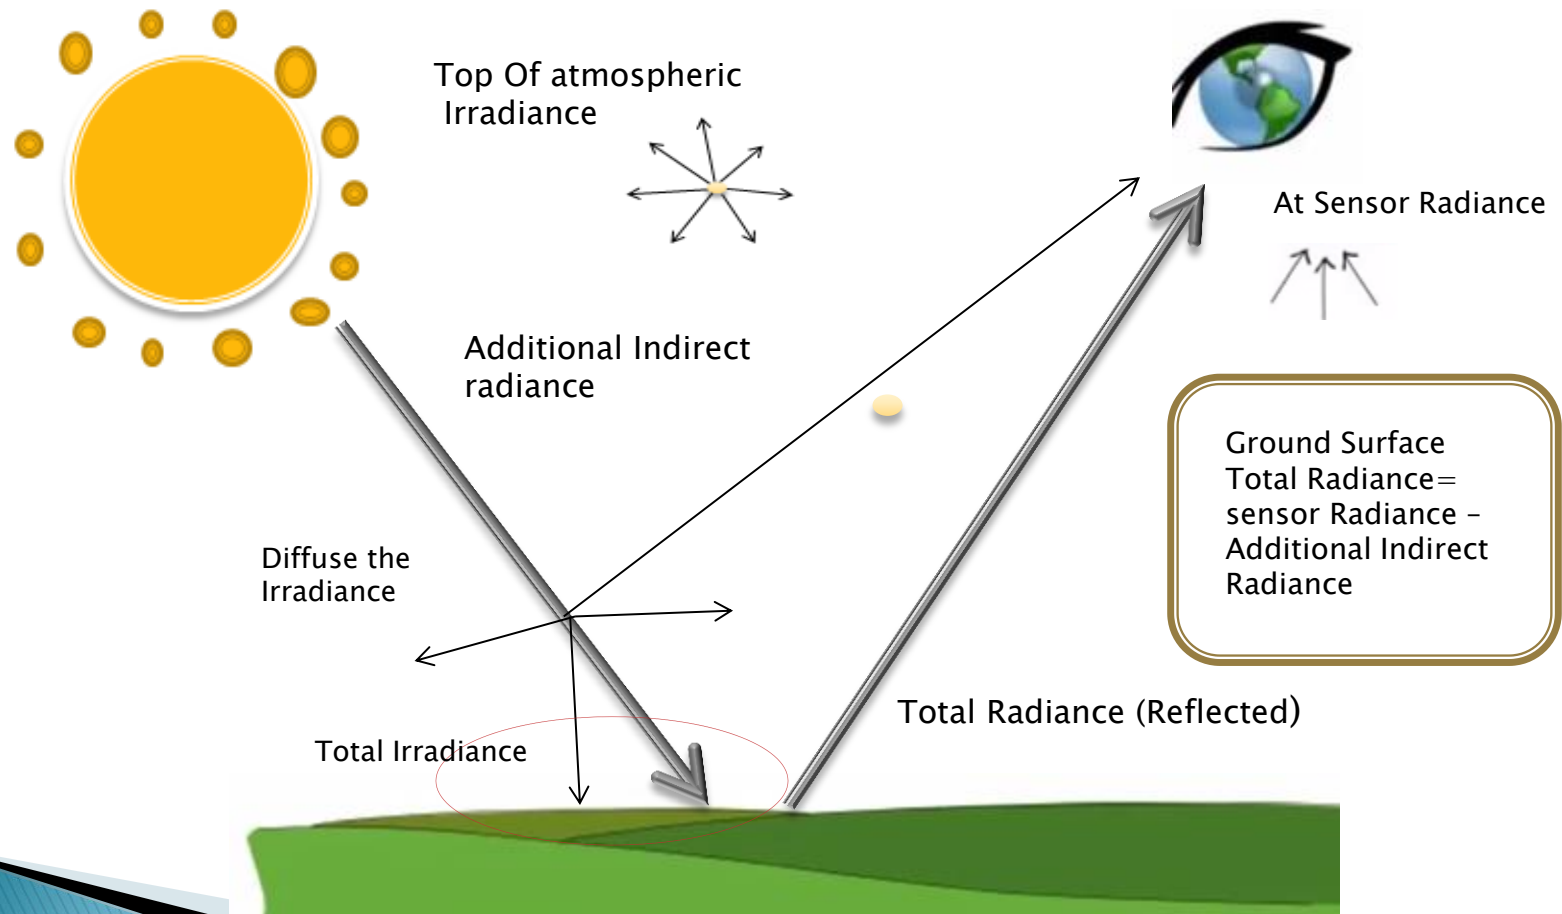 Top Of atmospheric
Irradiance
At Sensor Radiance
Additional Indirect
radiance
Ground Surface
Total Radiance=
sensor Radiance –
Additional Indirect
Radiance
Diffuse the
Irradiance
Total Radiance (Reflected)
Total Irradiance